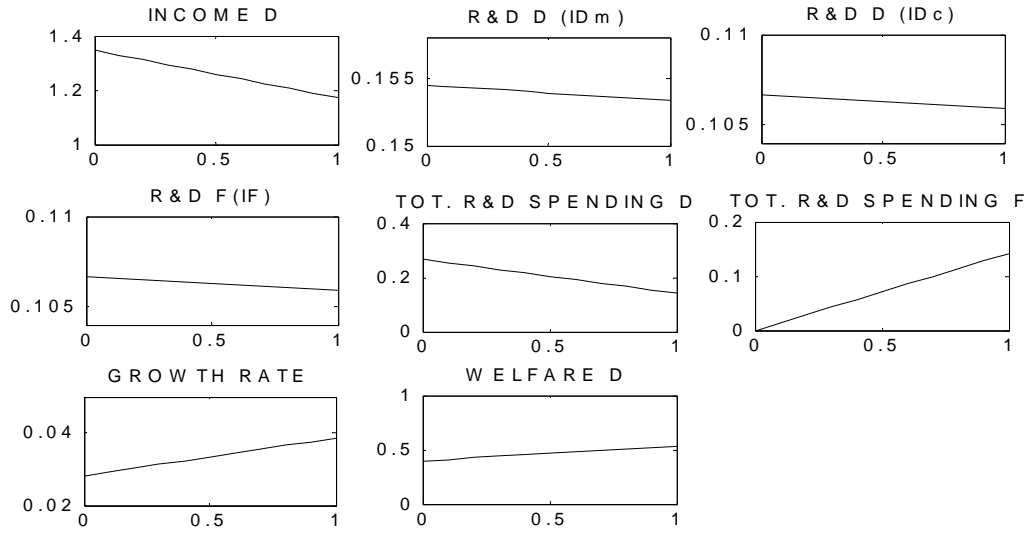 INCOME D
R&D D (IDm)
R&D D (IDc)
1.4
1.2
1
0 0.5 1
0.155
0.15
0 0.5 1
0.11
0.105
0 0.5 1
R&D F(IF)
TOT. R&D SPENDING D
TOT. R&D SPENDING F
0.11
0.105
0 0.5 1
0.4
0.2
0
0 0.5 1
0.2
0.1
0
0 0.5 1
GROWTH RATE
WELFARE D
0.04
0.02
0 0.5 1
1
0.5
0
0 0.5 1